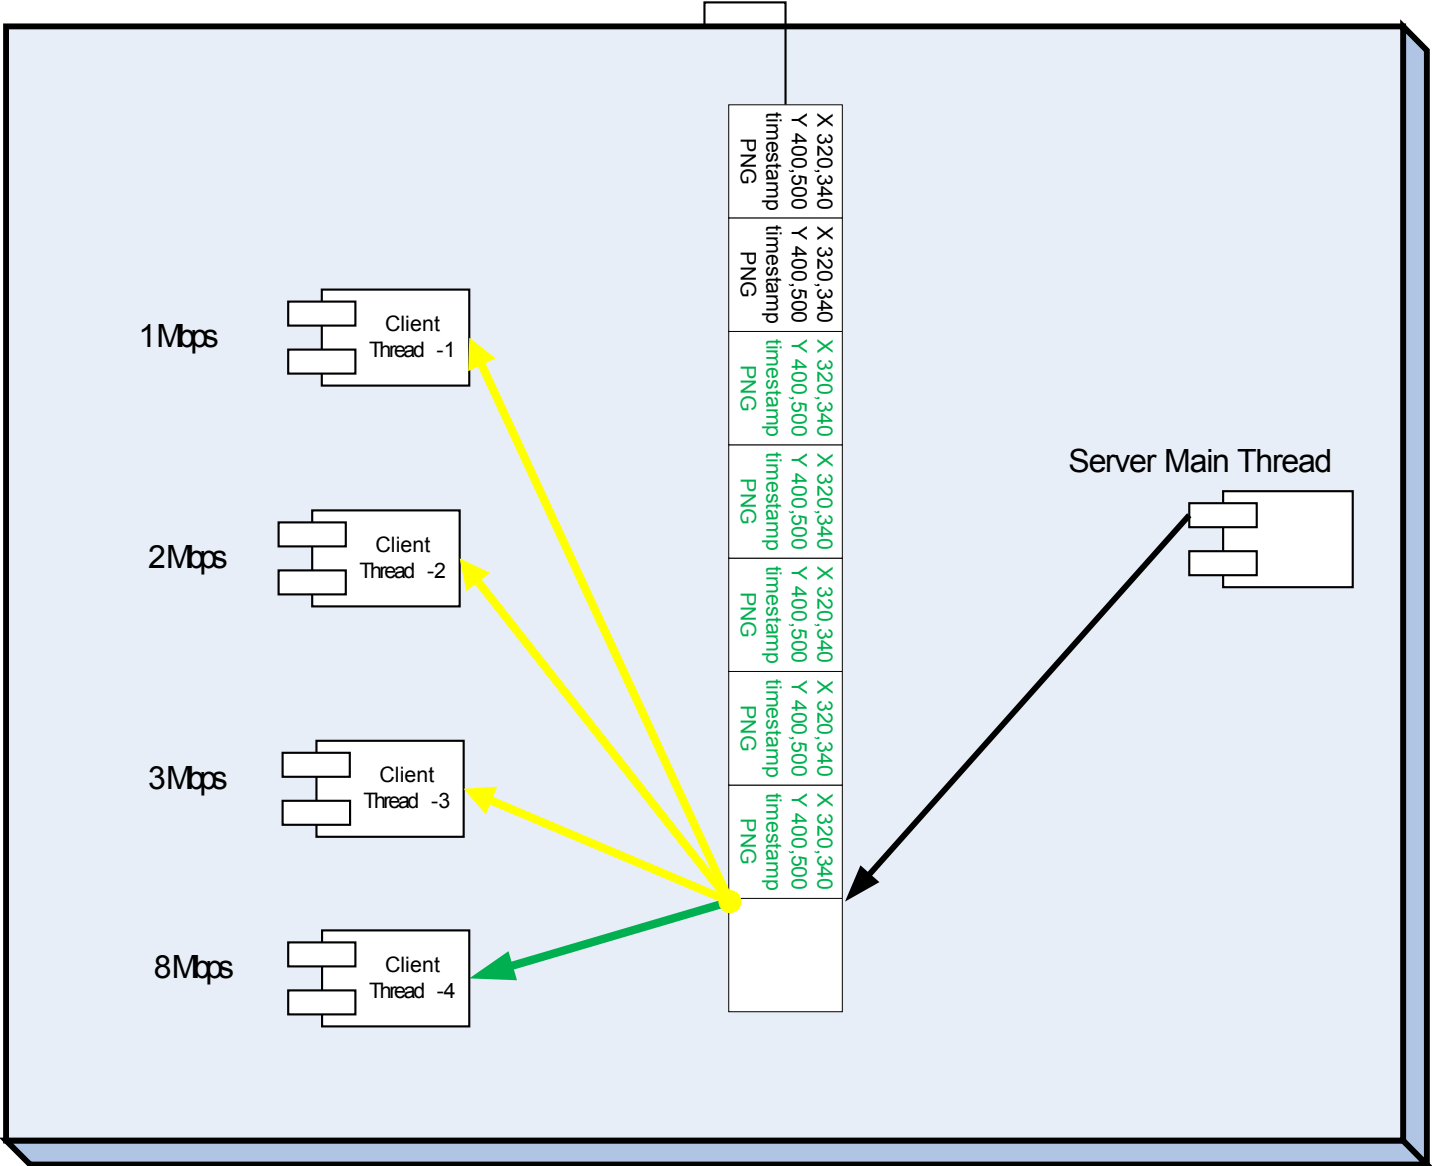 X 320,340
Y 400,500
timestamp
PNG
X 320,340
Y 400,500
timestamp
PNG
X 320,340
Y 400,500
timestamp
PNG
X 320,340
Y 400,500
timestamp
PNG
X 320,340
Y 400,500
timestamp
PNG
X 320,340
Y 400,500
timestamp
PNG
X 320,340
Y 400,500
timestamp
PNG
1Mbps
Client
Thread -1
2Mbps
Client
Thread -2
3Mbps
Client
Thread -3
8Mbps
Client
Thread -4
Server Main Thread